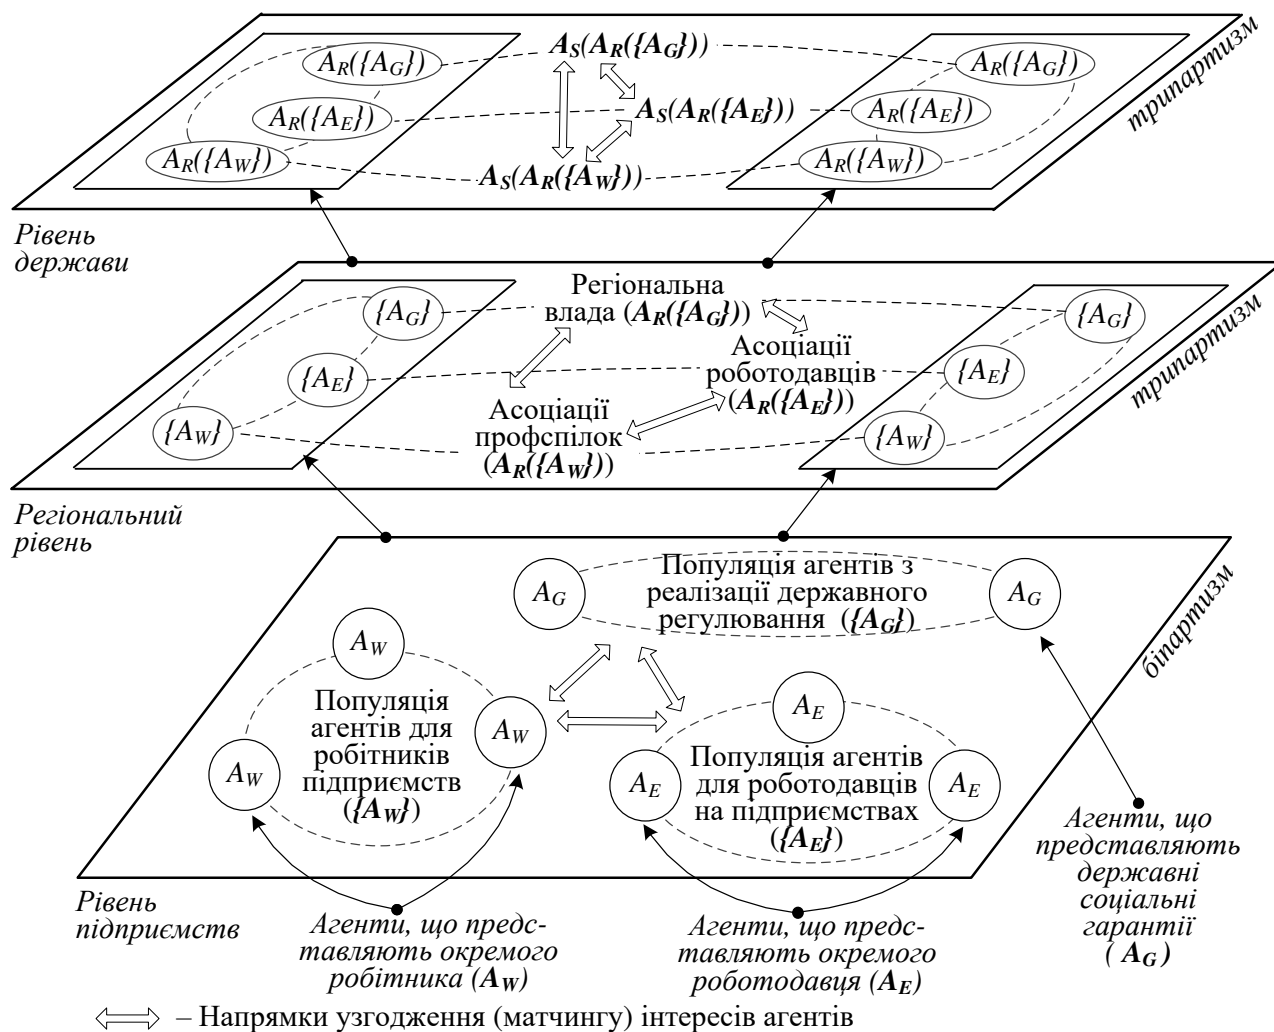 A_S(A_R({A_G}))
A_R({A_G})
A_R({A_G})
A_R({A_E})
A_S(A_R({A_E}))
A_R({A_E})
A_R({A_W})
A_S(A_R({A_W}))
A_R({A_W})
трипартизм
Рівень
держави
Регіональна
влада (A_R({A_G}))
{A_G}
{A_G}
Асоціації
роботодавців
(A_R({A_E}))
{A_E}
{A_E}
Асоціації
профспілок
(A_R({A_W}))
{A_W}
{A_W}
трипартизм
Регіональний
рівень
A_G
Популяція агентів з
реалізації державного
регулювання ({A_G})
A_G
біпартизм
A_W
Популяція
агентів для
робітників
підприємств
({A_W})
A_W
A_W
A_E
Популяція агентів
для роботодавців
на підприємствах
({A_E})
A_E
A_E
Рівень
підприємств
Агенти, що пред-
ставляють окремого
робітника (A_W)
Агенти, що пред-
ставляють окремого
роботодавця (A_E)
Агенти, що
представляють
державні
соціальні
гарантії
( A_G )
– Напрямки узгодження (матчингу) інтересів агентів